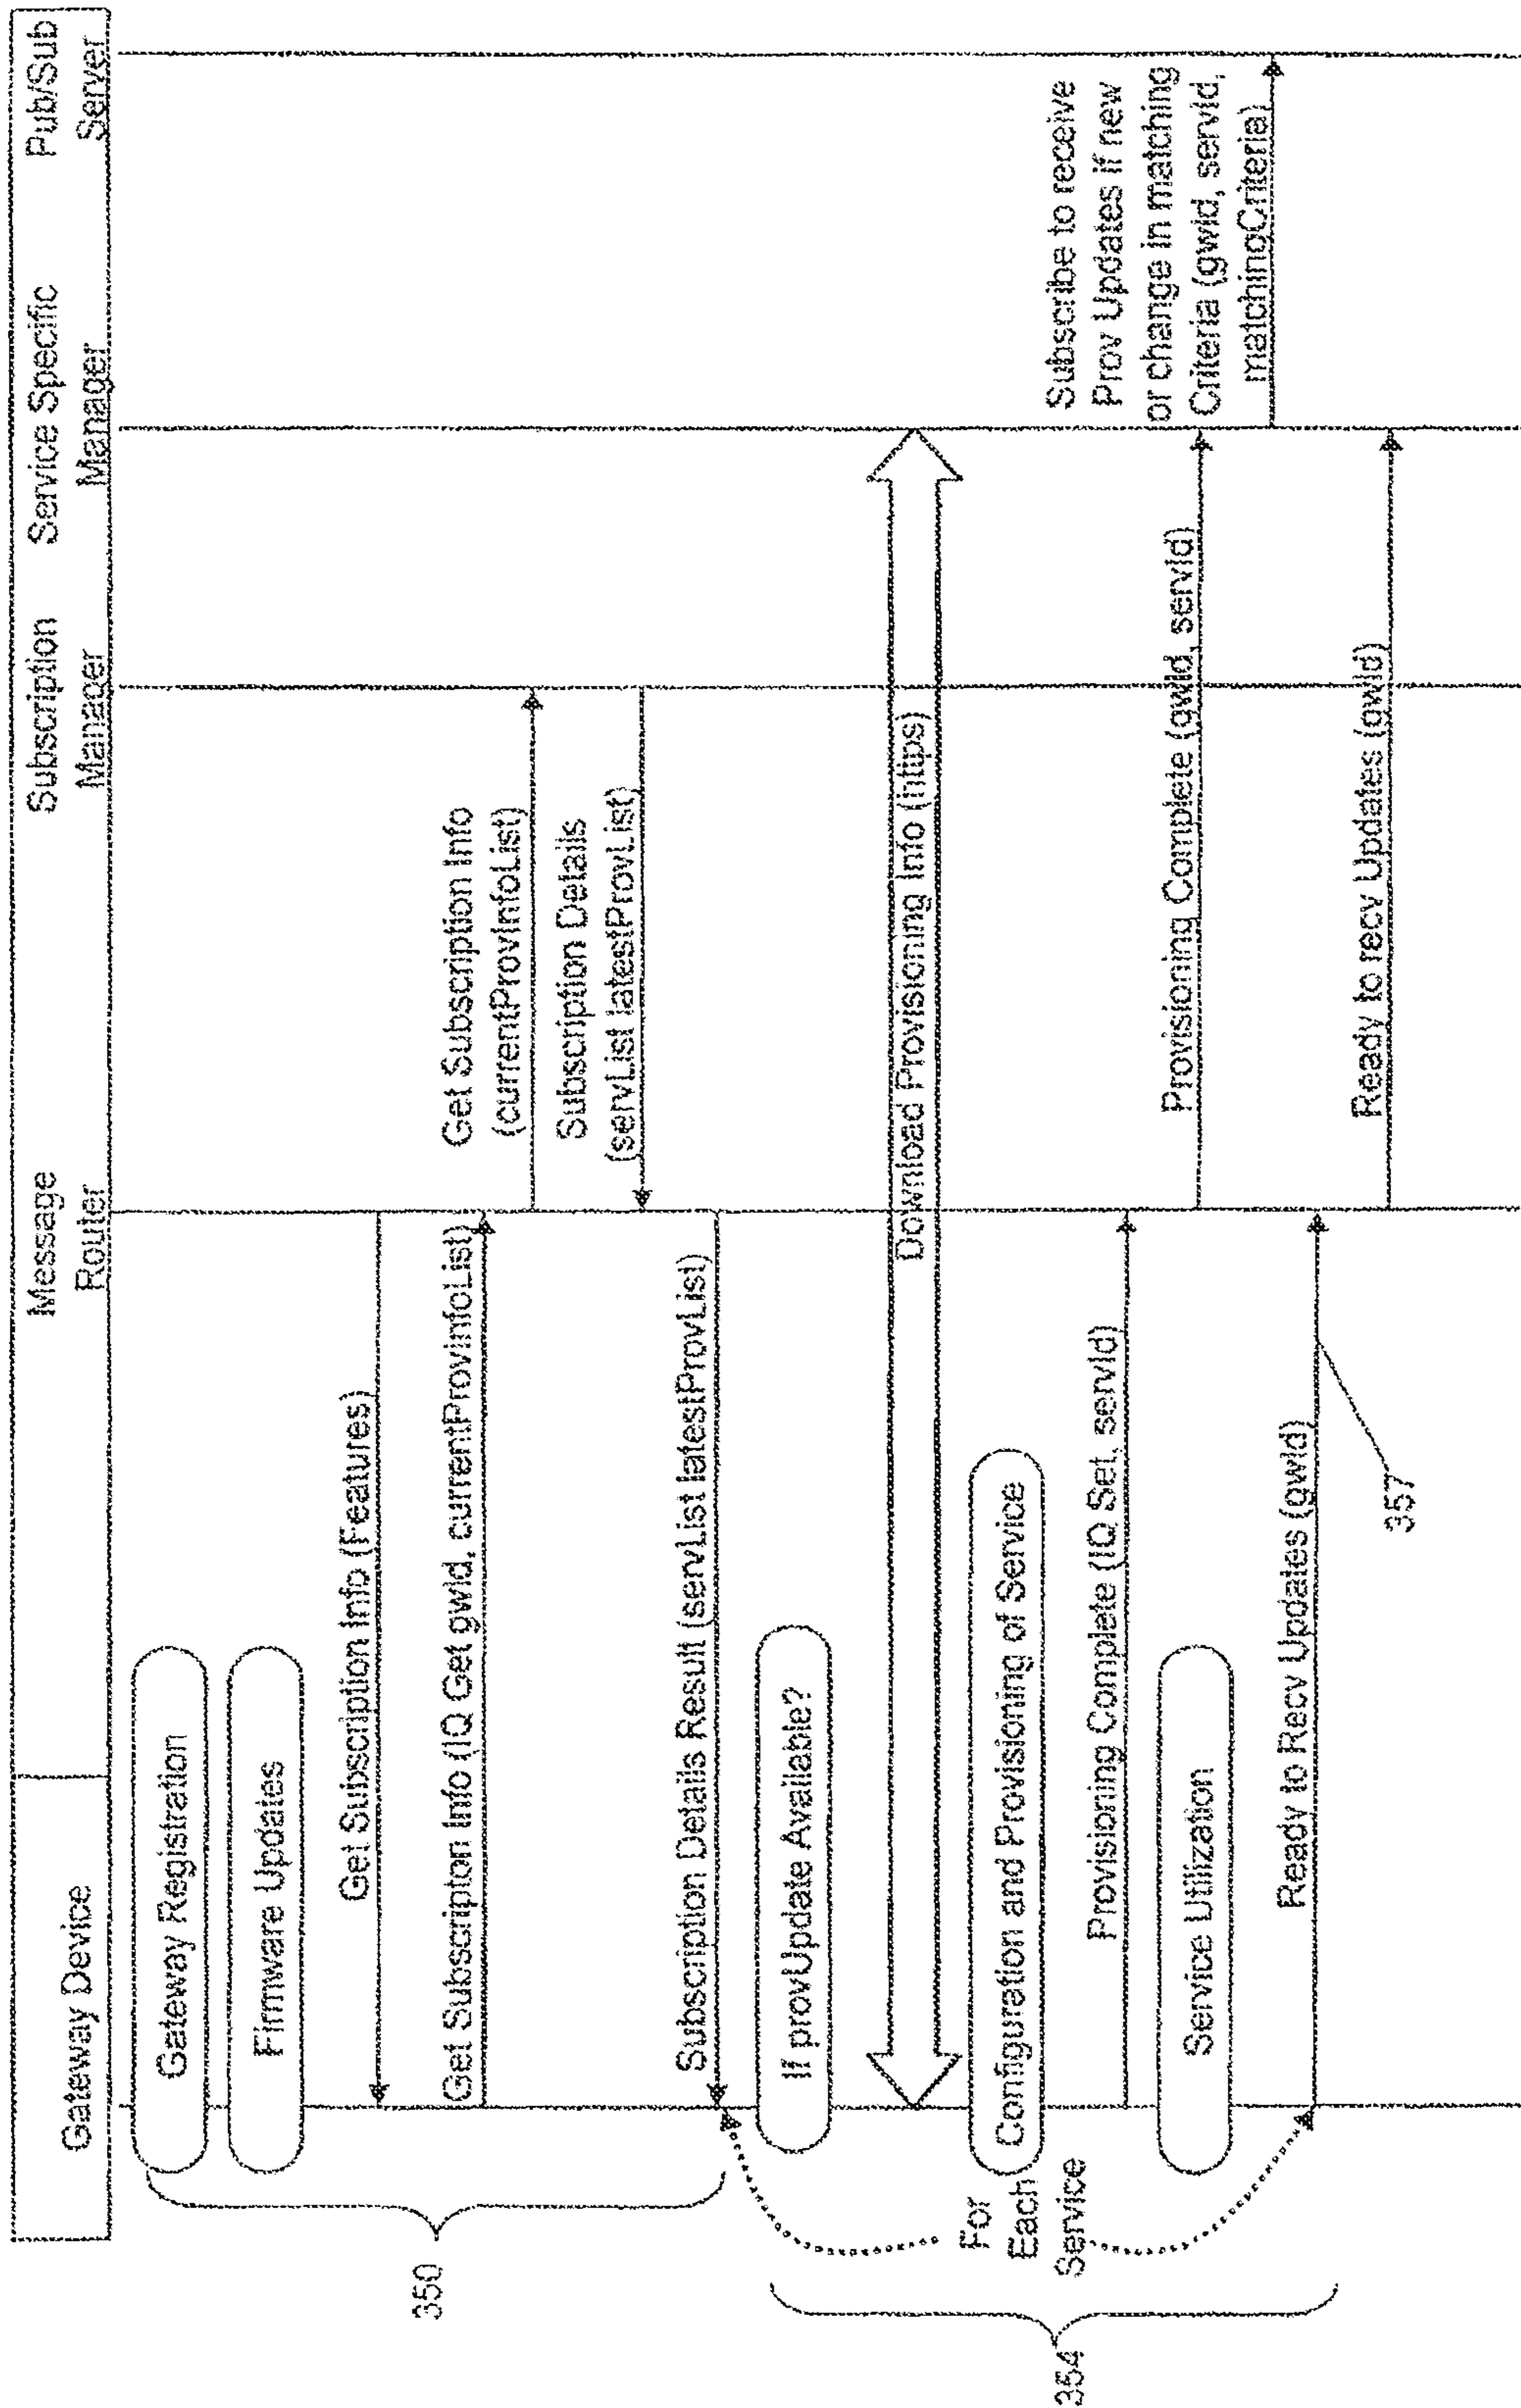 Gateway Device
Message
Router
Subscription
Manager
Service Specific
Manager
Pub/Sub
Server
Gateway Registration
Firmware Updates
Get Subscription Info (Features)
Get Subscripton Info (IQ Get gwId, currentProvInfoList)
Get Subscription Info
(currentProvInfoList)
Subscription Details
(servList latestProvList)
Subscription Details Result (servList latestProvList)
350
If provUpdate Available?
Download Provisioning Info (https)
Configuration and Provisioning of Service
For
Each
Service
Provisioning Complete (IQ Set, servId)
Provisioning Complete (gwId, servId)
Subscribe to receive
Prov Updates if new
or change in matching
Criteria (gwId, servId,
matchingCriteria)
Service Utilization
Ready to Recv Updates (gwId)
Ready to recv Updates (gwId)
357
354